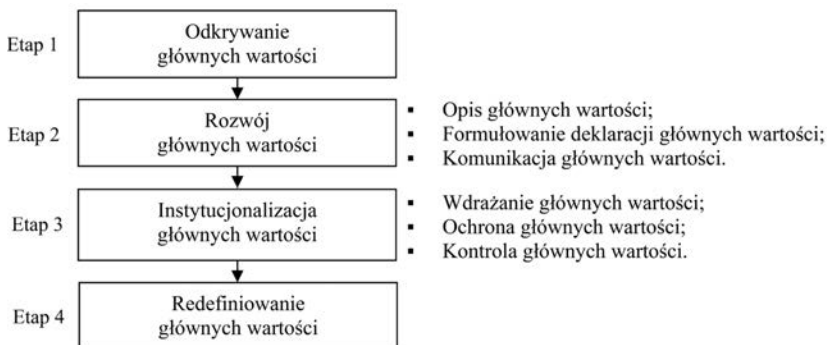 Etap 1
Odkrywanie
głównych wartości
Etap 2
Rozwój
głównych wartości
▪ Opis głównych wartości;
▪ Formułowanie deklaracji głównych wartości;
▪ Komunikacja głównych wartości.
Etap 3
Instytucjonalizacja
głównych wartości
▪ Wdrażanie głównych wartości;
▪ Ochrona głównych wartości;
▪ Kontrola głównych wartości.
Etap 4
Redefiniowanie
głównych wartości